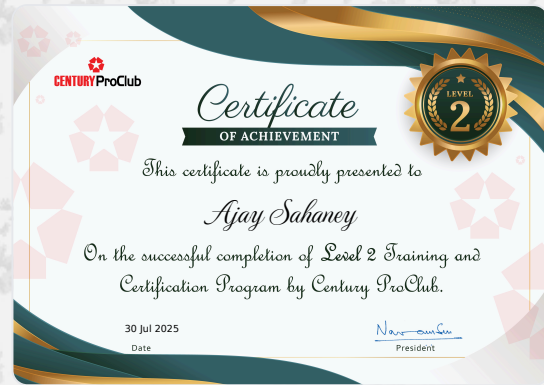 CENTURY ProClub
LEVEL
2
Certificate
OF ACHIEVEMENT
This certificate is proudly presented to
Ajay Sahaney
On the successful completion of Level 2 Training and
Certification Program by Century ProClub.
30 Jul 2025
Date
President